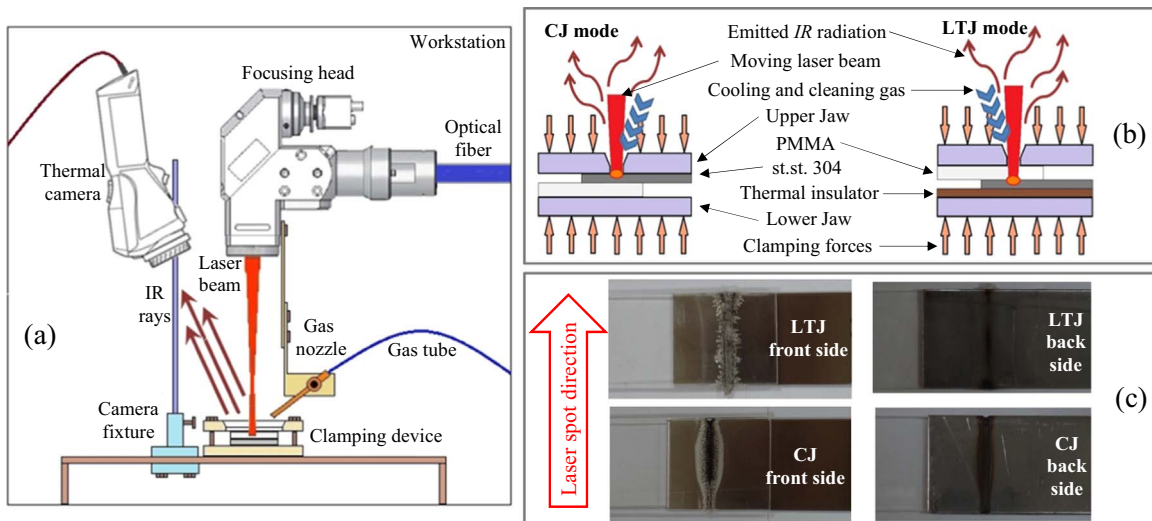 Workstation
Focusing head
Optical
fiber
Thermal
camera
Laser
beam
IR
rays
(a)
Gas
nozzle
Gas tube
Camera
fixture
Clamping device
CJ mode
Emitted IR radiation
LTJ mode
Moving laser beam
Cooling and cleaning gas
Upper Jaw
PMMA
(b)
st.st. 304
Thermal insulator
Lower Jaw
Clamping forces
Laser spot direction
LTJ
front side
LTJ
back
side
(c)
CJ
front side
CJ
back
side